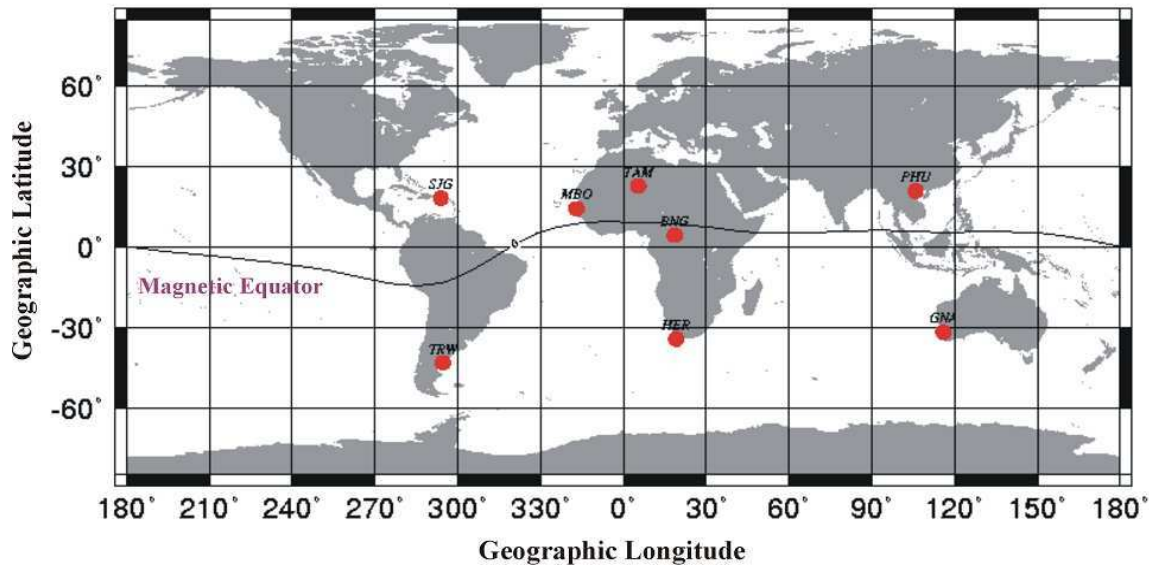 60°
30°
0°
-30°
-60°
Geographic Latitude
SJG
MBO
TAM
BNG
PHU
0
Magnetic Equator
TRW
HER
GNA
180° 210° 240° 270° 300° 330° 0° 30° 60° 90° 120° 150° 180°
Geographic Longitude